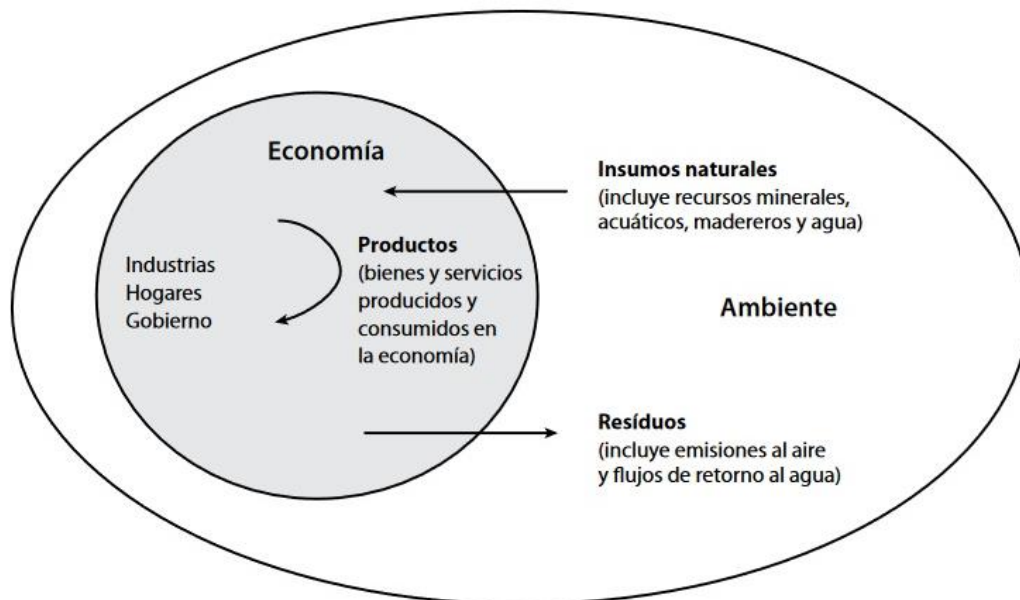 Economía
Insumos naturales
(incluye recursos minerales,
acuáticos, madereros y agua)
Industrias
Hogares
Gobierno
Productos
(bienes y servicios
producidos y
consumidos en
la economía)
Ambiente
Resíduos
(incluye emisiones al aire
y flujos de retorno al agua)